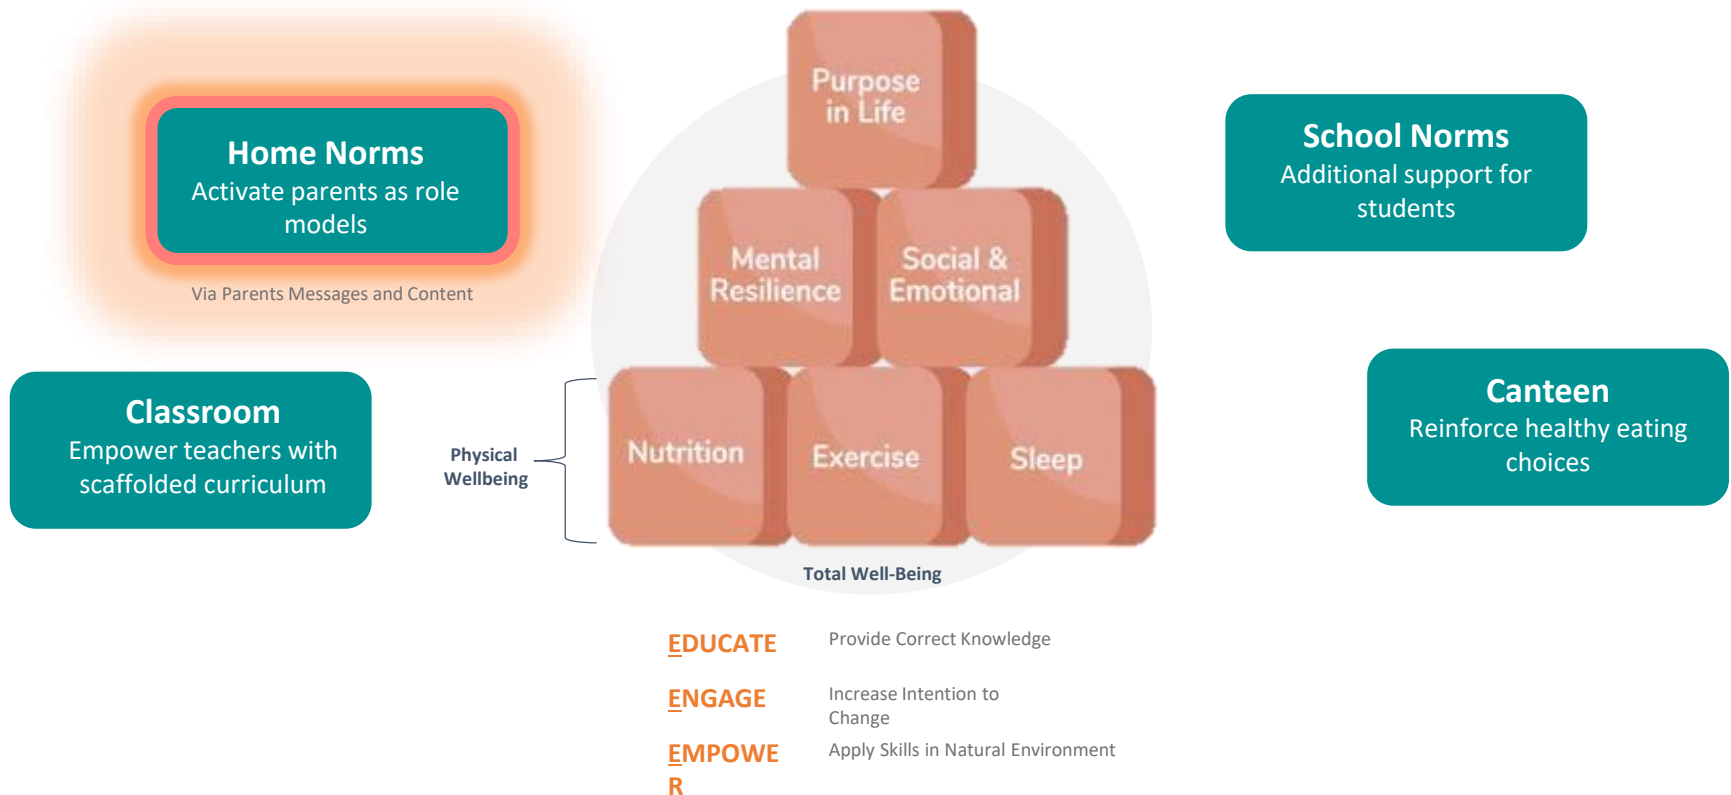 Purpose
in Life
Home Norms
Activate parents as role
models
Via Parents Messages and Content
School Norms
Additional support for
students
Mental
Resilience
Social &
Emotional
Classroom
Empower teachers with
scaffolded curriculum
Physical
Wellbeing
Nutrition
Exercise
Sleep
Canteen
Reinforce healthy eating
choices
Total Well-Being
EDUCATE
Provide Correct Knowledge
ENGAGE
Increase Intention to
Change
EMPOWE
R
Apply Skills in Natural Environment